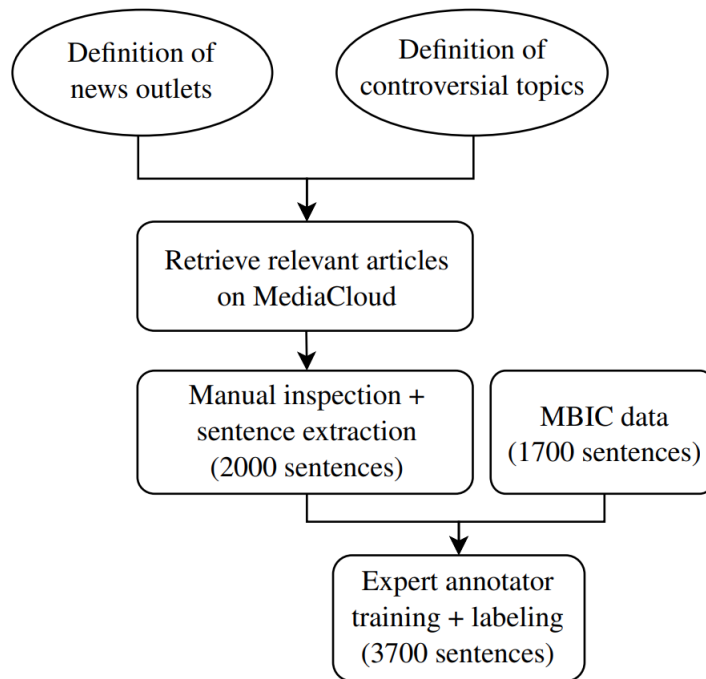 Definition of
news outlets
Definition of
controversial topics
Retrieve relevant articles
on MediaCloud
Manual inspection +
sentence extraction
(2000 sentences)
MBIC data
(1700 sentences)
Expert annotator
training + labeling
(3700 sentences)